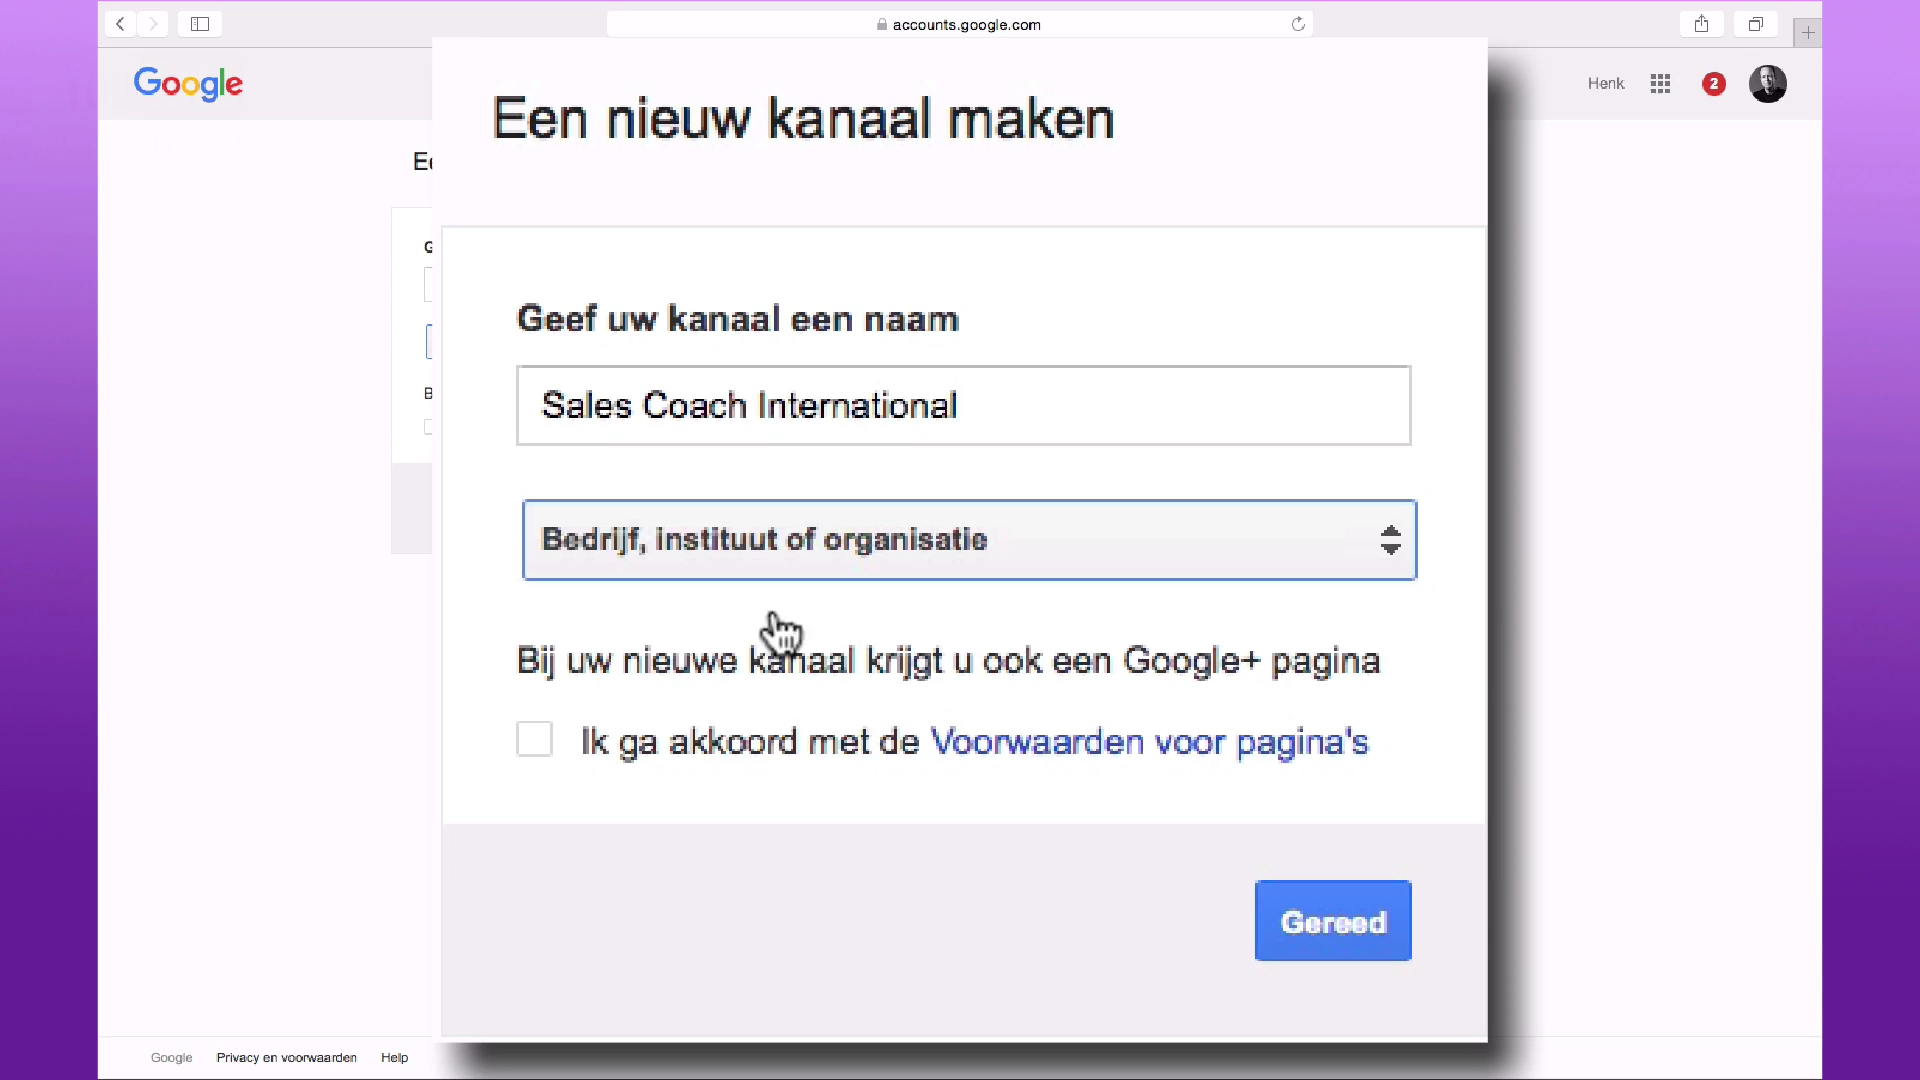 accounts.google.com
Google
Henk
2
Een nieuw kanaal maken
Geef uw kanaal een naam
Sales Coach International
Bedrijf, instituut of organisatie
Bij uw nieuwe kanaal krijgt u ook een Google+ pagina
Ik ga akkoord met de Voorwaarden voor pagina's
Gereed
Google
Privacy en voorwaarden
Help